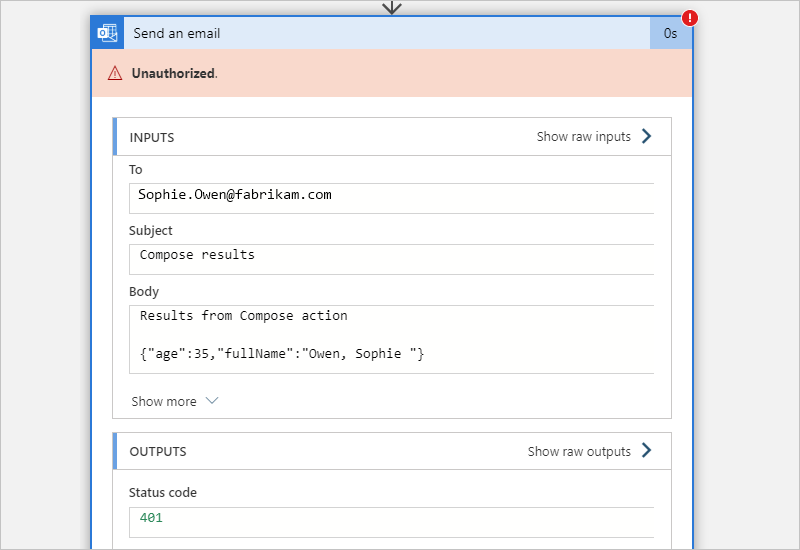 Send an email
0s
Unauthorized.
INPUTS
Show raw inputs
To
Sophie.Owen@fabrikam.com
Subject
Compose results
Body
Results from Compose action
{"age":35,"fullName":"Owen, Sophie "}
Show more
OUTPUTS
Show raw outputs
Status code
401